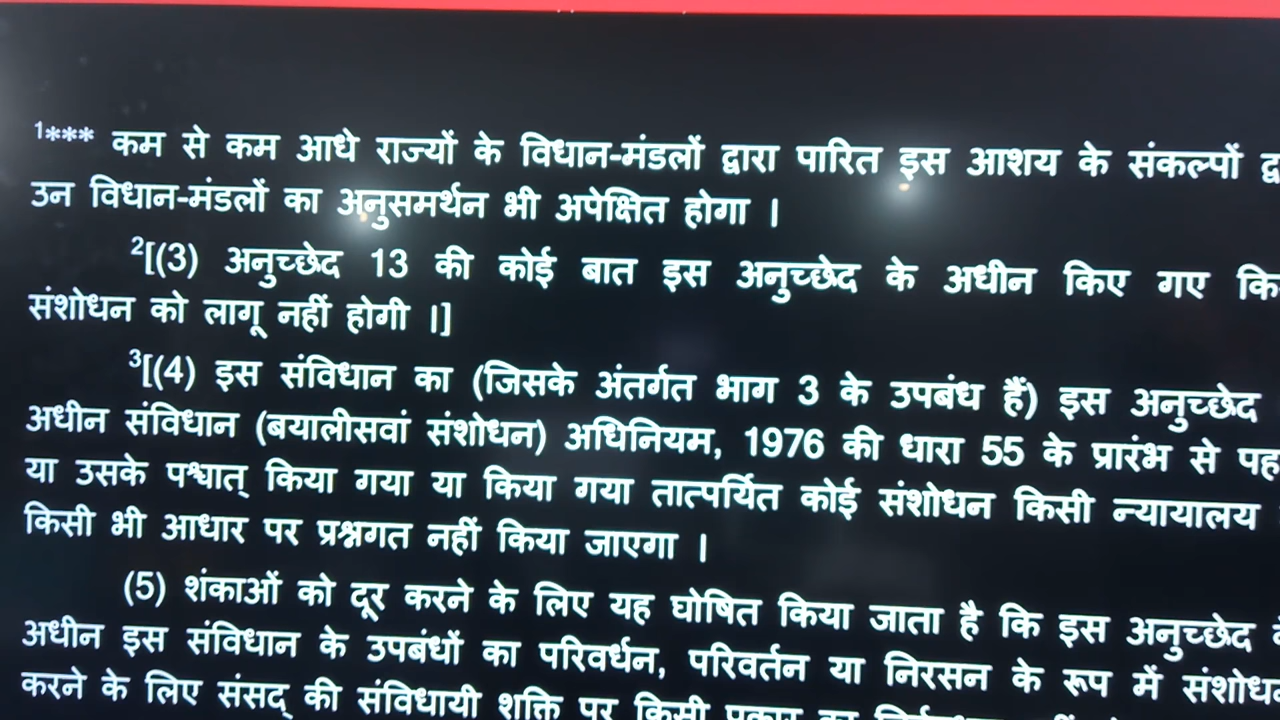 1*** कम से कम आधे राज्यों के विधान-मंडलों द्वारा पारित इस आशय के संकल्पों
उन विधान-मंडलों का अनुसमर्थन भी अपेक्षित होगा ।
2[(3) अनुच्छेद 13 की कोई बात इस अनुच्छेद के अधीन किए गए
संशोधन को लागू नहीं होगी ।]
3[(4) इस संविधान का (जिसके अंतर्गत भाग 3 के उपबंध हैं) इस अनुच्छेद
अधीन संविधान (बयालीसवां संशोधन) अधिनियम, 1976 की धारा 55 के प्रारंभ से
या उसके पश्चात् किया गया या किया गया तात्पर्यित कोई संशोधन किसी न्यायालय
किसी भी आधार पर प्रश्नगत नहीं किया जाएगा ।
(5) शंकाओं को दूर करने के लिए यह घोषित किया जाता है कि इस अनुच्छेद
अधीन इस संविधान के उपबंधों का परिवर्धन, परिवर्तन या निरसन के रूप में संशोधन
करने के लिए संसद् की संविधायी शक्ति पर किसी प्रकार का